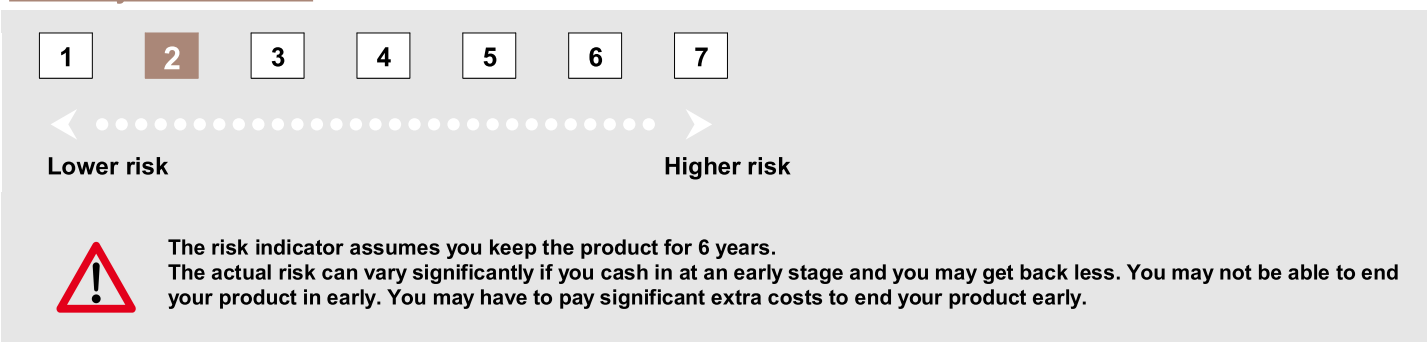 1 2 3 4 5 6 7
Lower risk Higher risk
The risk indicator assumes you keep the product for 6 years.
The actual risk can vary significantly if you cash in at an early stage and you may get back less. You may not be able to end
your product in early. You may have to pay significant extra costs to end your product early.